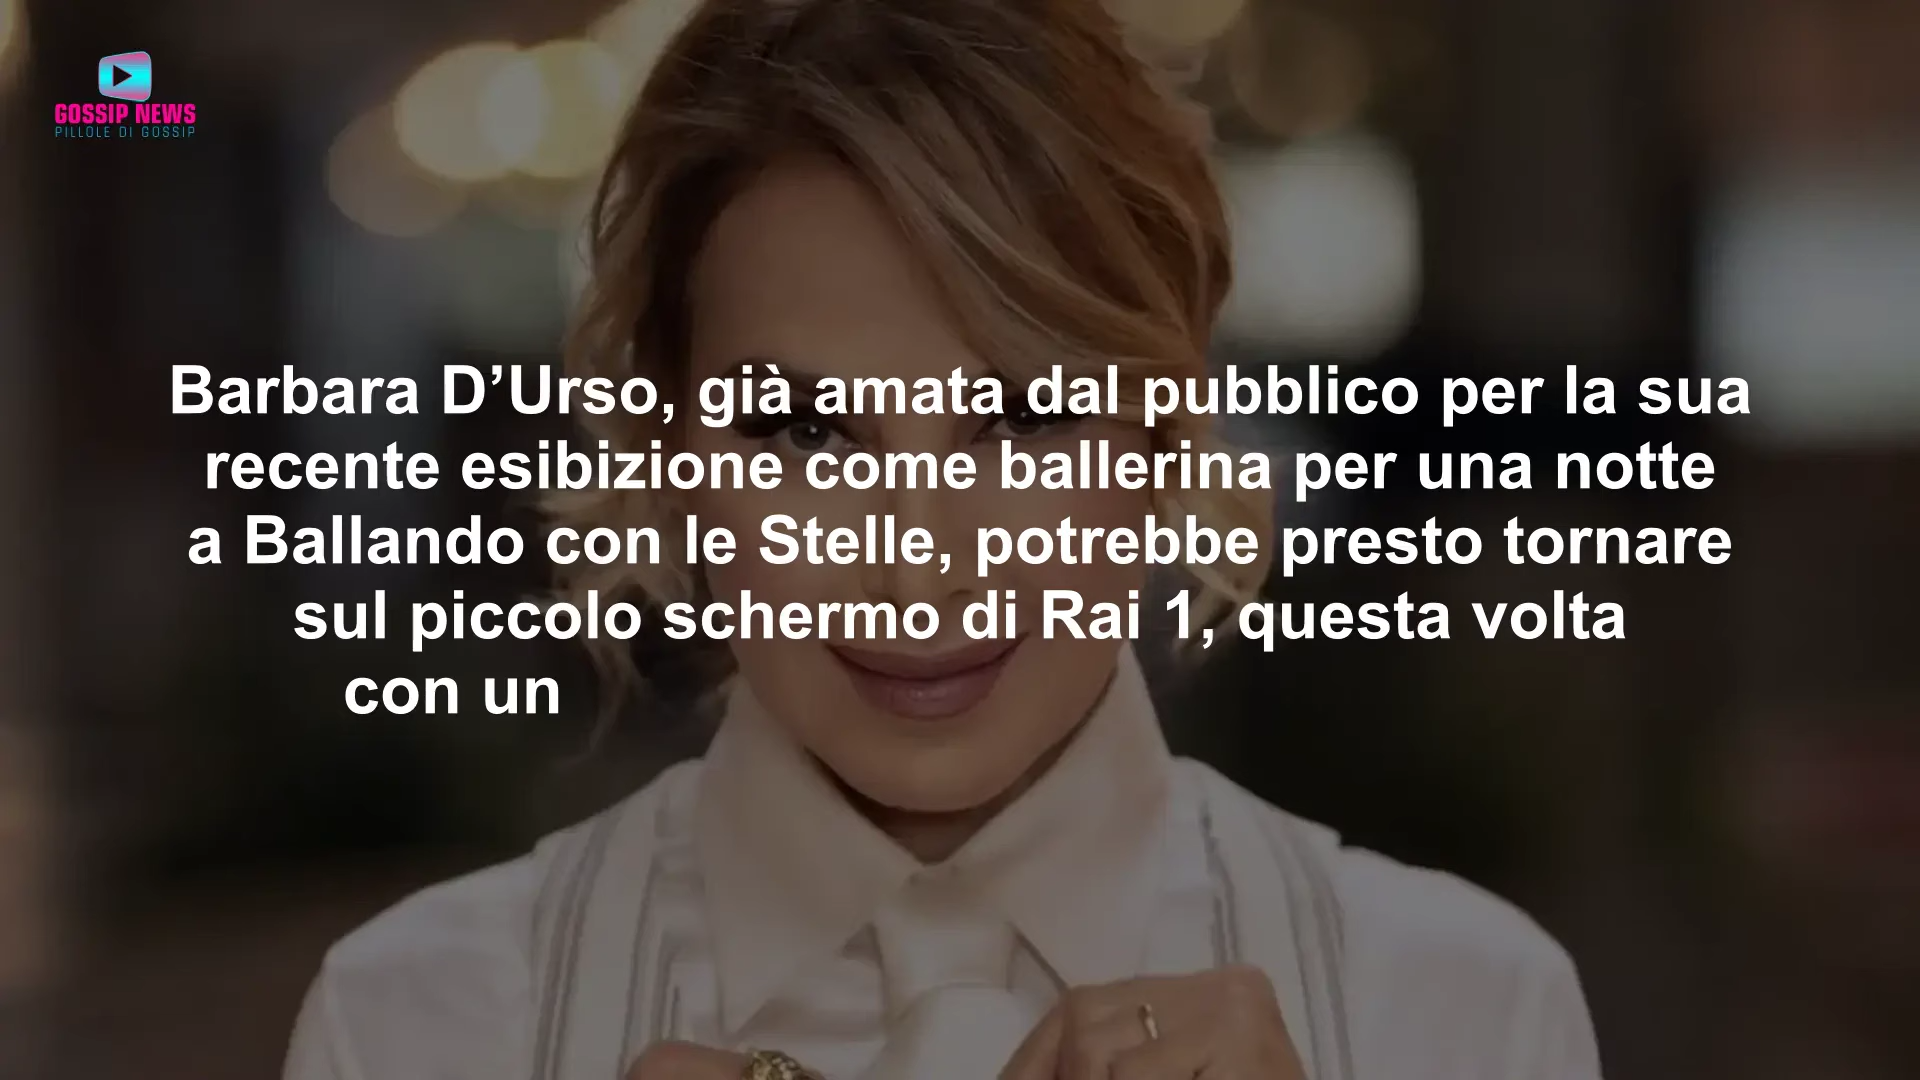 GOSSIP NEWS
PILLOLE DI GOSSIP
Barbara D’Urso, già amata dal pubblico per la sua
recente esibizione come ballerina per una notte
a Ballando con le Stelle, potrebbe presto tornare
sul piccolo schermo di Rai 1, questa volta
con un